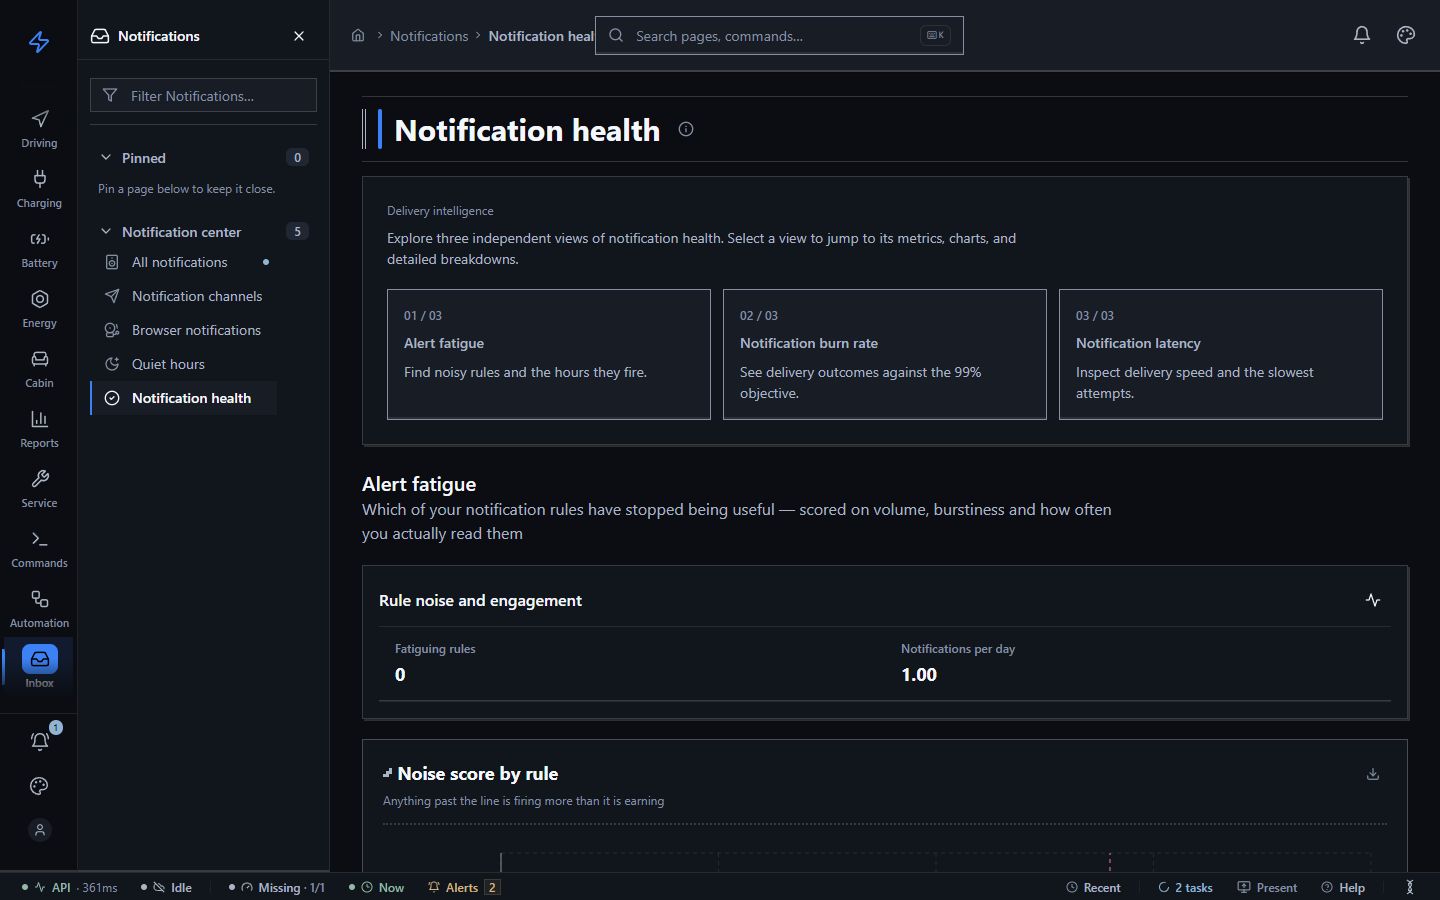 Driving
Charging
Battery
Energy
Cabin
Reports
Service
Commands
Automation
Inbox
1
Notifications
Filter Notifications...
Pinned
0
Pin a page below to keep it close.
Notification center
5
All notifications
Notification channels
Browser notifications
Quiet hours
Notification health
Notifications
Search pages, commands...
K
Notification health
Delivery intelligence
Explore three independent views of notification health. Select a view to jump to its metrics, charts, and
detailed breakdowns.
01 / 03
Alert fatigue
Find noisy rules and the hours they fire.
02 / 03
Notification burn rate
See delivery outcomes against the 99%
objective.
03 / 03
Notification latency
Inspect delivery speed and the slowest
attempts.
Alert fatigue
Which of your notification rules have stopped being useful — scored on volume, burstiness and how often
you actually read them
Rule noise and engagement
Fatiguing rules
0
Notifications per day
1.00
Noise score by rule
Anything past the line is firing more than it is earning
API · 361ms
Idle
Missing · 1/1
Now
Alerts 2
Recent
2 tasks
Present
Help